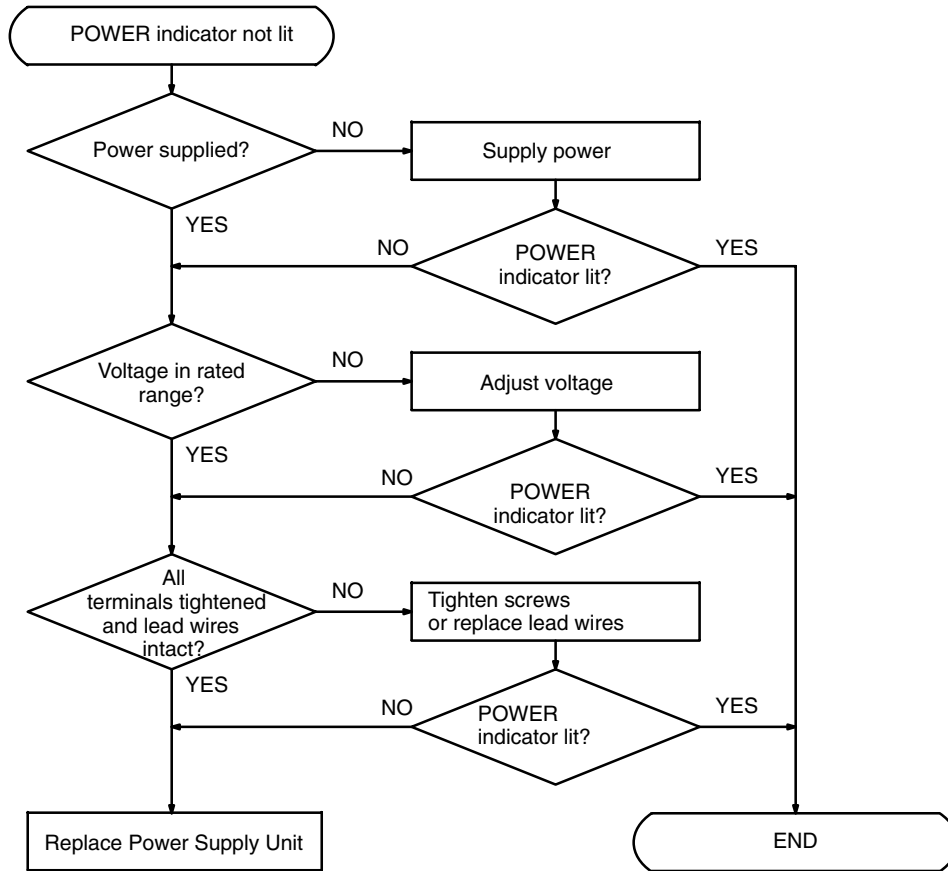 POWER indicator not lit
Power supplied?
NO
Supply power
YES
NO
POWER
indicator lit?
YES
Voltage in rated
range?
NO
Adjust voltage
YES
NO
POWER
indicator lit?
YES
All
terminals tightened
and lead wires
intact?
NO
Tighten screws
or replace lead wires
YES
NO
POWER
indicator lit?
YES
Replace Power Supply Unit
END